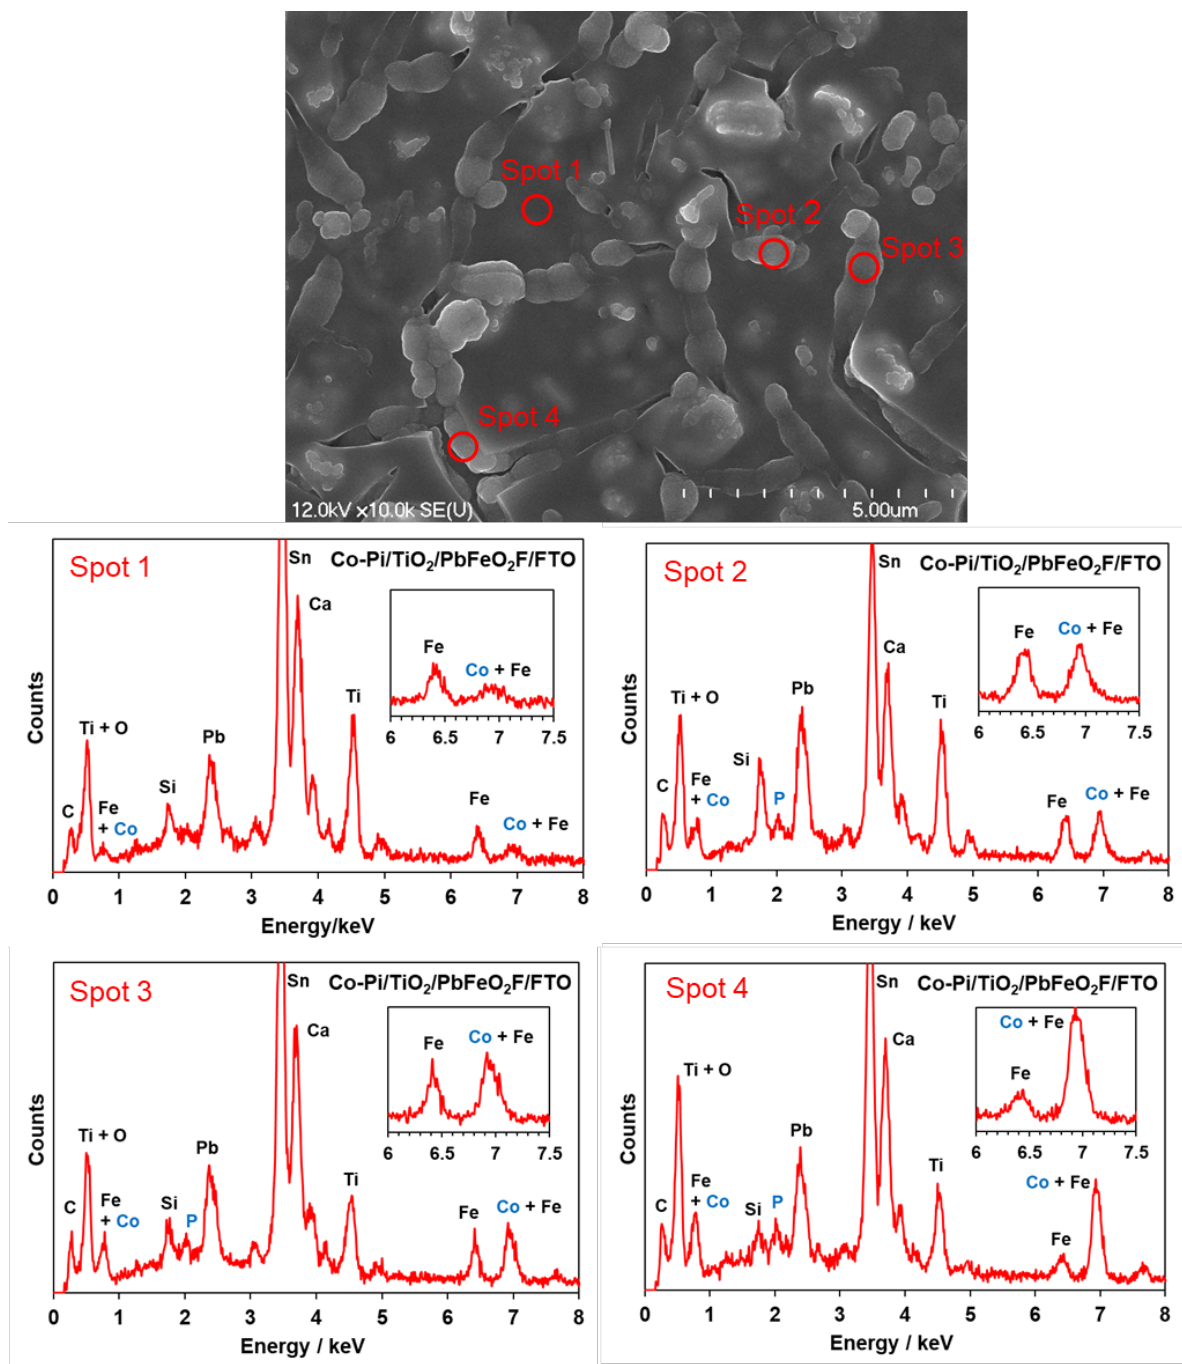 Spot 1
Spot 2
Spot 3
Spot 4
12.0kV x10.0k SE(U)
5.00um
Spot 1
Co-Pi/TiO2/PbFeO2F/FTO
Sn
Ca
Fe
Co + Fe
6 6.5 7 7.5
Ti + O
Pb
Ti
Si
C
Fe
+ Co
Fe
Co + Fe
Counts
0 1 2 3 4 5 6 7 8
Energy/keV
Spot 2
Co-Pi/TiO2/PbFeO2F/FTO
Sn
Ca
Fe
Co + Fe
6 6.5 7 7.5
Ti + O
Pb
Ti
Si
C
Fe
+ Co
P
Fe
Co + Fe
Counts
0 1 2 3 4 5 6 7 8
Energy / keV
Spot 3
Co-Pi/TiO2/PbFeO2F/FTO
Sn
Ca
Fe
Co + Fe
6 6.5 7 7.5
Ti + O
Pb
Ti
C
Fe
+ Co
Si
P
Fe
Co + Fe
Counts
0 1 2 3 4 5 6 7 8
Energy / keV
Spot 4
Co-Pi/TiO2/PbFeO2F/FTO
Sn
Ca
Co + Fe
Fe
6 6.5 7 7.5
Ti + O
Pb
Ti
C
Fe
+ Co
Si
P
Co + Fe
Fe
Counts
0 1 2 3 4 5 6 7 8
Energy / keV